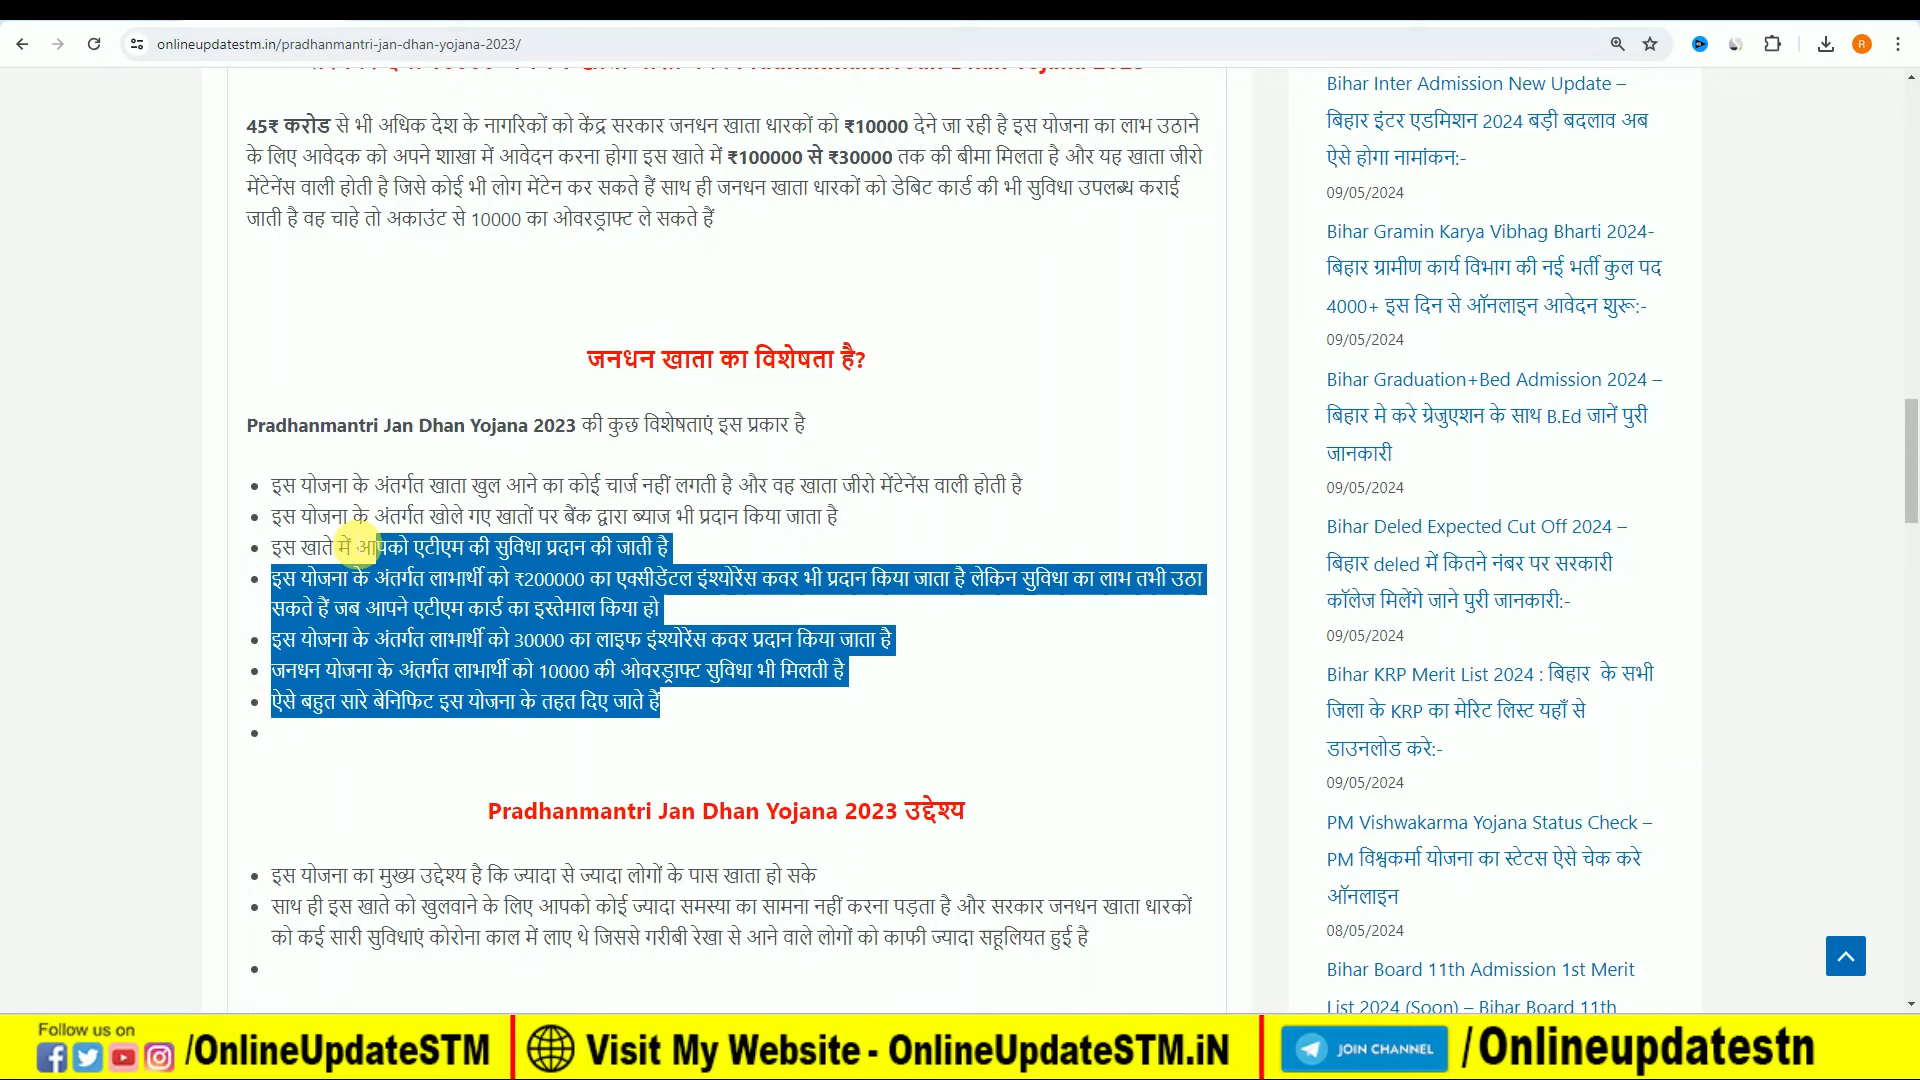 onlineupdatestm.in/pradhanmantri-jan-dhan-yojana-2023/
R
45₹ करोड से भी अधिक देश के नागरिकों को केंद्र सरकार जनधन खाता धारकों को ₹10000 देने जा रही है इस योजना का लाभ उठाने
के लिए आवेदक को अपने शाखा में आवेदन करना होगा इस खाते में ₹100000 से ₹30000 तक की बीमा मिलता है और यह खाता जीरो
मेंटेनेंस वाली होती है जिसे कोई भी लोग मेंटेन कर सकते हैं साथ ही जनधन खाता धारकों को डेबिट कार्ड की भी सुविधा उपलब्ध कराई
जाती है वह चाहे तो अकाउंट से 10000 का ओवरड्राफ्ट ले सकते हैं
जनधन खाता का विशेषता है?
Pradhanmantri Jan Dhan Yojana 2023 की कुछ विशेषताएं इस प्रकार है
इस योजना के अंतर्गत खाता खुल आने का कोई चार्ज नहीं लगती है और वह खाता जीरो मेंटेनेंस वाली होती है
इस योजना के अंतर्गत खोले गए खातों पर बैंक द्वारा ब्याज भी प्रदान किया जाता है
इस खाते में आपको एटीएम की सुविधा प्रदान की जाती है
इस योजना के अंतर्गत लाभार्थी को ₹200000 का एक्सीडेंटल इंश्योरेंस कवर भी प्रदान किया जाता है लेकिन सुविधा का लाभ तभी उठा
सकते हैं जब आपने एटीएम कार्ड का इस्तेमाल किया हो
इस योजना के अंतर्गत लाभार्थी को 30000 का लाइफ इंश्योरेंस कवर प्रदान किया जाता है
जनधन योजना के अंतर्गत लाभार्थी को 10000 की ओवरड्राफ्ट सुविधा भी मिलती है
ऐसे बहुत सारे बेनिफिट इस योजना के तहत दिए जाते हैं
Pradhanmantri Jan Dhan Yojana 2023 उद्देश्य
इस योजना का मुख्य उद्देश्य है कि ज्यादा से ज्यादा लोगों के पास खाता हो सके
साथ ही इस खाते को खुलवाने के लिए आपको कोई ज्यादा समस्या का सामना नहीं करना पड़ता है और सरकार जनधन खाता धारकों
को कई सारी सुविधाएं कोरोना काल में लाए थे जिससे गरीबी रेखा से आने वाले लोगों को काफी ज्यादा सहूलियत हुई है
Bihar Inter Admission New Update –
बिहार इंटर एडमिशन 2024 बड़ी बदलाव अब
ऐसे होगा नामांकन:-
09/05/2024
Bihar Gramin Karya Vibhag Bharti 2024-
बिहार ग्रामीण कार्य विभाग की नई भर्ती कुल पद
4000+ इस दिन से ऑनलाइन आवेदन शुरू:-
09/05/2024
Bihar Graduation+Bed Admission 2024 –
बिहार मे करे ग्रेजुएशन के साथ B.Ed जानें पुरी
जानकारी
09/05/2024
Bihar Deled Expected Cut Off 2024 –
बिहार deled में कितने नंबर पर सरकारी
कॉलेज मिलेंगे जाने पुरी जानकारी:-
09/05/2024
Bihar KRP Merit List 2024 : बिहार के सभी
जिला के KRP का मेरिट लिस्ट यहाँ से
डाउनलोड करे:-
09/05/2024
PM Vishwakarma Yojana Status Check –
PM विश्वकर्मा योजना का स्टेटस ऐसे चेक करे
ऑनलाइन
08/05/2024
Bihar Board 11th Admission 1st Merit
List 2024 (Soon) – Bihar Board 11th
Follow us on
/OnlineUpdateSTM
Visit My Website - OnlineUpdateSTM.iN
JOIN CHANNEL
/Onlineupdatestn